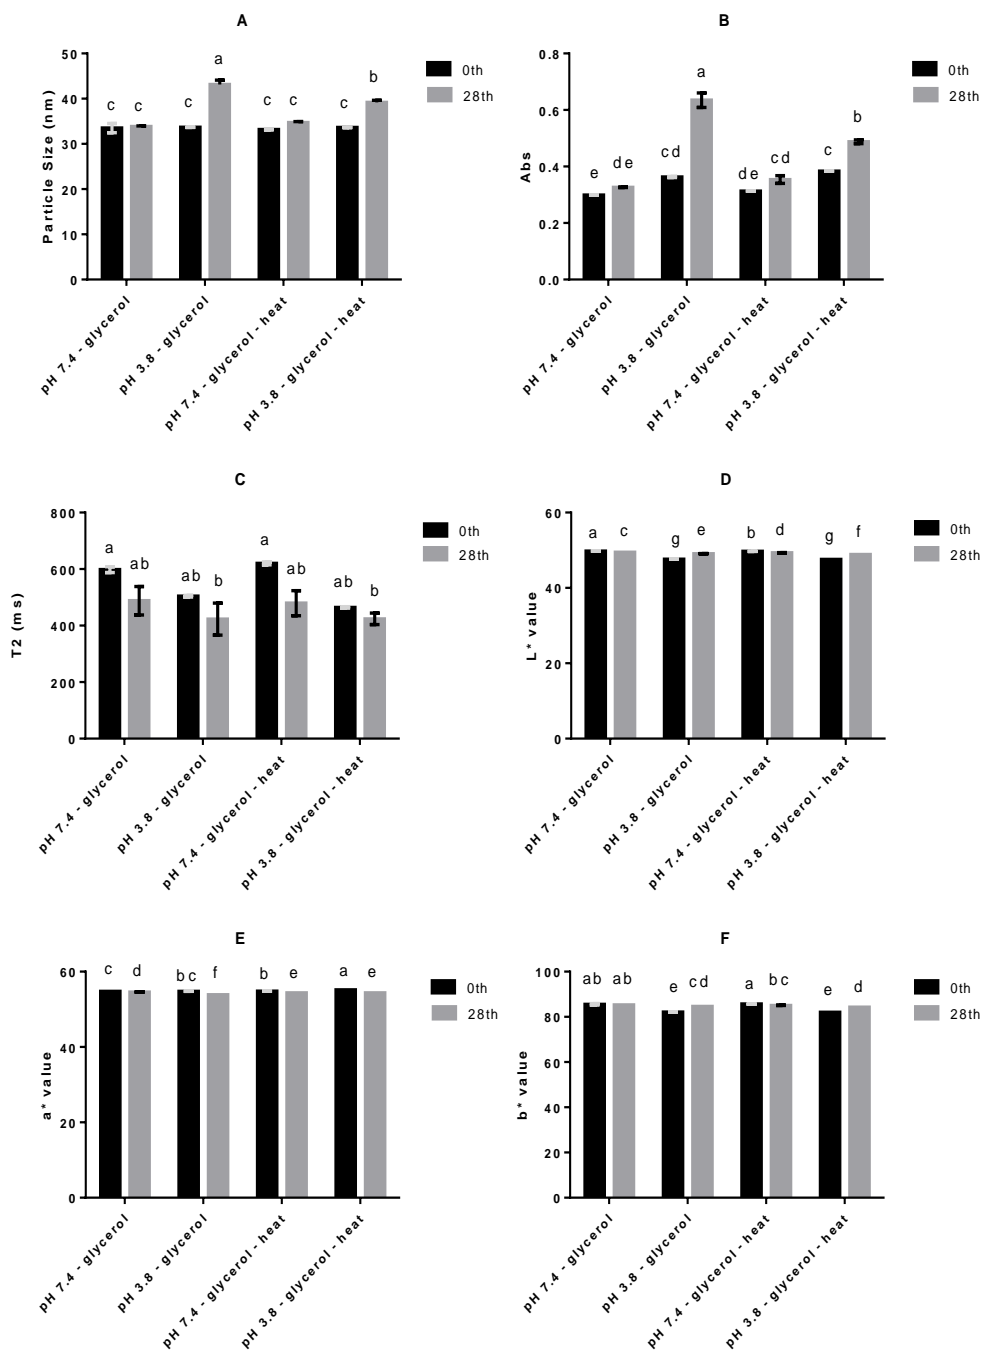 A
Particle Size (nm)
50
40
30
20
10
0
c c c a c c c b
0th
28th
pH 7.4 - glycerol
pH 3.8 - glycerol
pH 7.4 - glycerol - heat
pH 3.8 - glycerol - heat
B
Abs
0.8
0.6
0.4
0.2
0.0
e de cd a de cd c b
0th
28th
pH 7.4 - glycerol
pH 3.8 - glycerol
pH 7.4 - glycerol - heat
pH 3.8 - glycerol - heat
C
T2 (ms)
800
600
400
200
0
a ab ab b a ab ab b
0th
28th
pH 7.4 - glycerol
pH 3.8 - glycerol
pH 7.4 - glycerol - heat
pH 3.8 - glycerol - heat
D
L* value
60
40
20
0
a c g e b d g f
0th
28th
pH 7.4 - glycerol
pH 3.8 - glycerol
pH 7.4 - glycerol - heat
pH 3.8 - glycerol - heat
E
a* value
60
40
20
0
c d bc f b e a e
0th
28th
pH 7.4 - glycerol
pH 3.8 - glycerol
pH 7.4 - glycerol - heat
pH 3.8 - glycerol - heat
F
b* value
100
80
60
40
20
0
ab ab e cd a bc e d
0th
28th
pH 7.4 - glycerol
pH 3.8 - glycerol
pH 7.4 - glycerol - heat
pH 3.8 - glycerol - heat